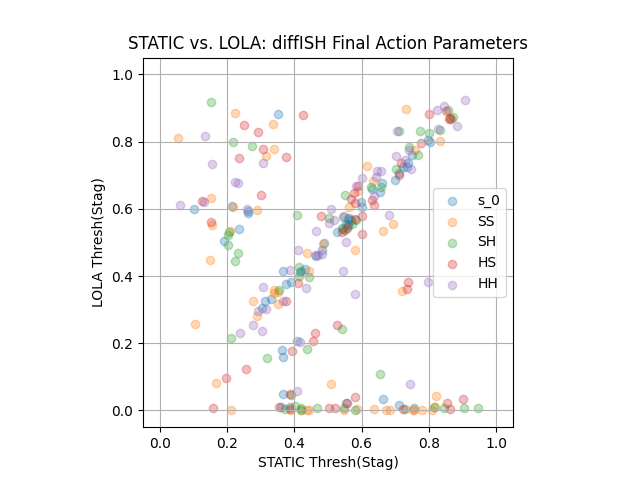 STATIC vs. LOLA: diffISH Final Action Parameters
1.0
0.8
0.6
0.4
0.2
0.0
LOLA Thresh(Stag)
s_0
SS
SH
HS
HH
0.0
0.2
0.4
0.6
0.8
1.0
STATIC Thresh(Stag)